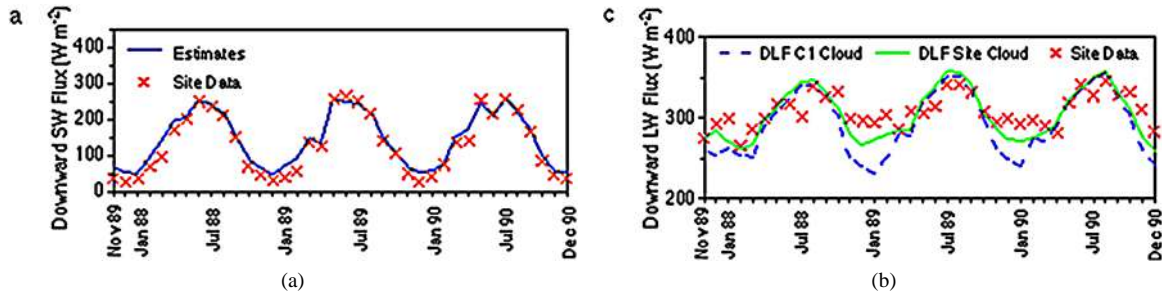 a
Downward SW Flux (W m-2)
400
300
200
100
0
Estimates
Site Data
Nov 89
Jan 88
Jul 88
Jan 89
Jul 89
Jan 90
Jul 90
Dec 90
(a)
c
Downward LW Flux (W m-2)
400
300
200
DLF C1 Cloud
DLF Site Cloud
Site Data
Nov 89
Jan 88
Jul 88
Jan 89
Jul 89
Jan 90
Jul 90
Dec 90
(b)